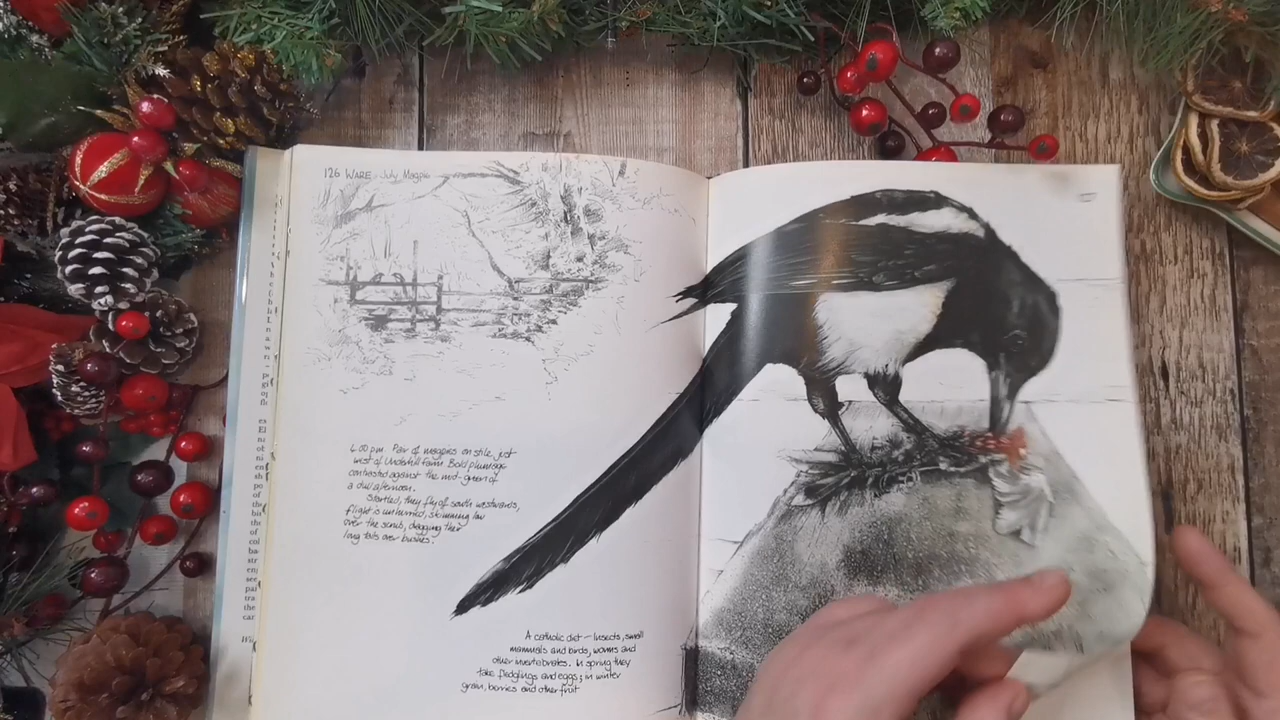 126 WARE - July Magpie
6.00 pm Pair of magpies on stile, just
west of Underhill Farm. Bold plumage
contrasted against the mid-green of
a dull afternoon.
Startled, they fly of south westwards,
flight is unhurried, skimming low
over the scrub, dragging their
long tails over bushes.
A catholic diet - Insects, small
mammals and birds, worms and
other invertebrates. In spring they
take fledglings and eggs; in winter
grain, berries and other fruit